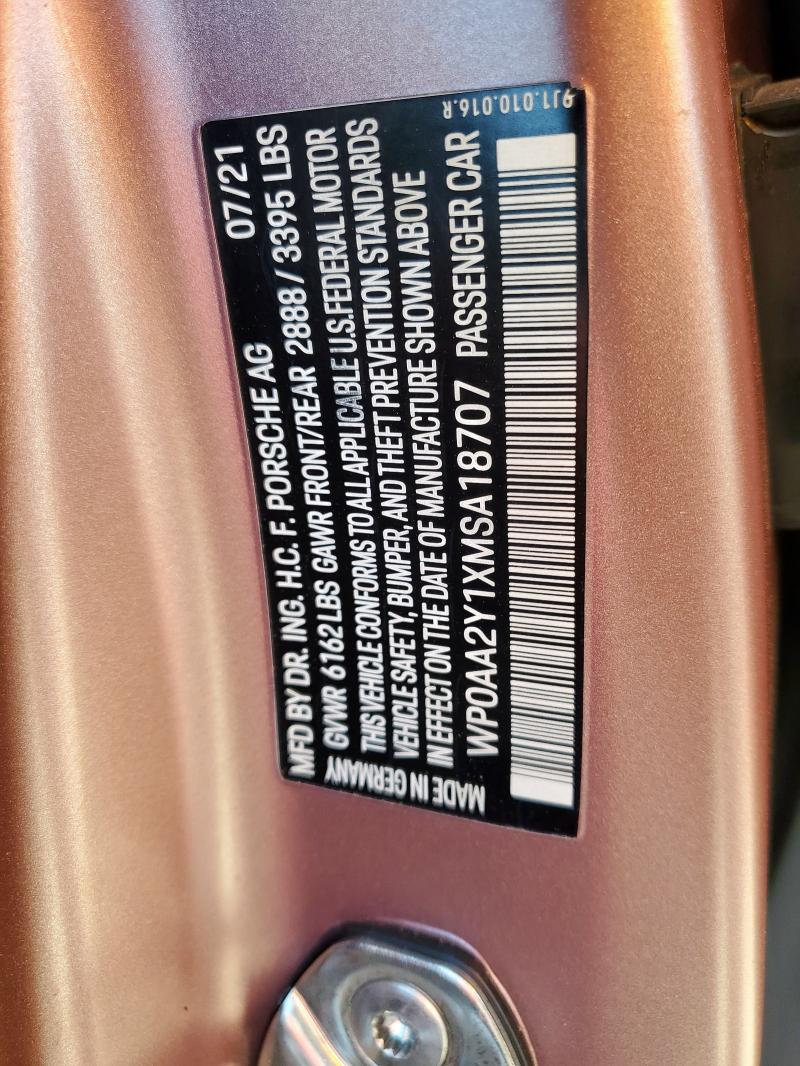 MFD BY DR. ING. H.C. F. PORSCHE AG 07/21
GVWR 6162 LBS GAWR FRONT/REAR 2888 / 3395 LBS
THIS VEHICLE CONFORMS TO ALL APPLICABLE U.S. FEDERAL MOTOR
VEHICLE SAFETY, BUMPER, AND THEFT PREVENTION STANDARDS
IN EFFECT ON THE DATE OF MANUFACTURE SHOWN ABOVE
WP0AA2Y1XMSA18707 PASSENGER CAR
MADE IN GERMANY
9J1.010.016.R